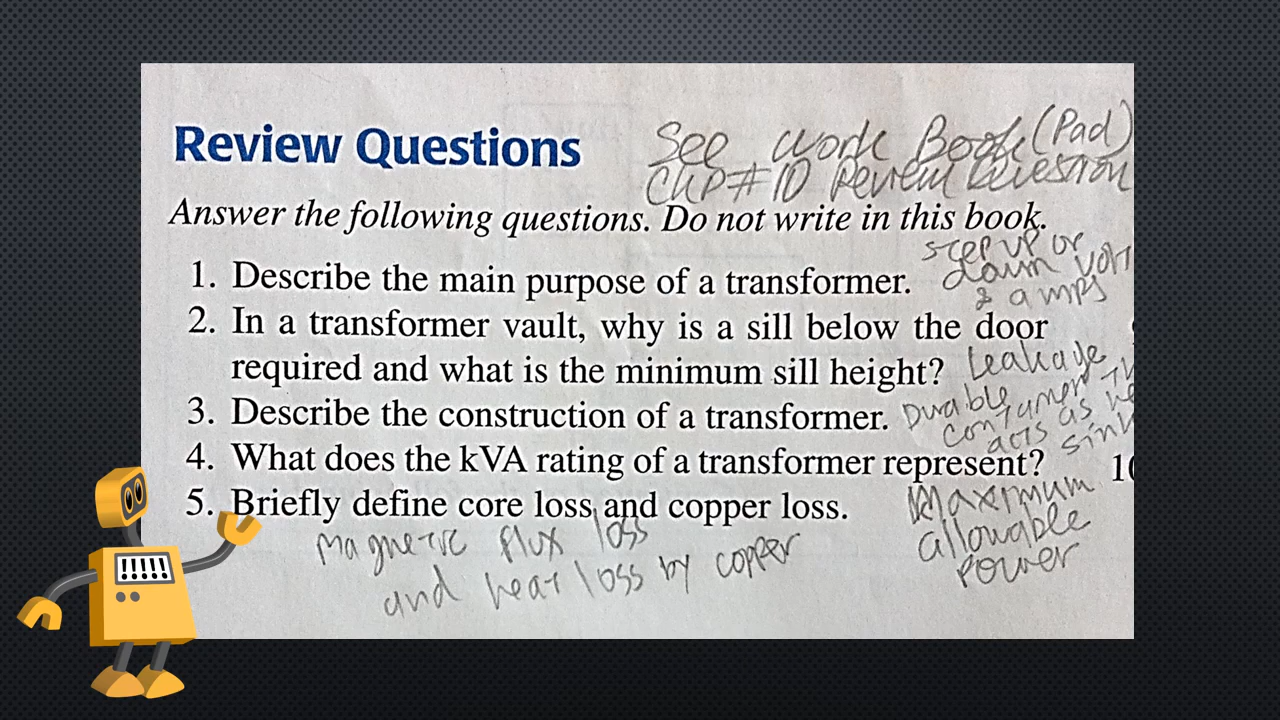 Review Questions
See work Book (Pad)
CHP#10 Review Question
Answer the following questions. Do not write in this book.
1. Describe the main purpose of a transformer.
step up or
down volt
& amps
2. In a transformer vault, why is a sill below the door
required and what is the minimum sill height?
Leakage
3. Describe the construction of a transformer.
Durable
acts as
sink
4. What does the kVA rating of a transformer represent?
Maximum
allowable
power
5. Briefly define core loss and copper loss.
magnetic flux loss
and heat loss by copper